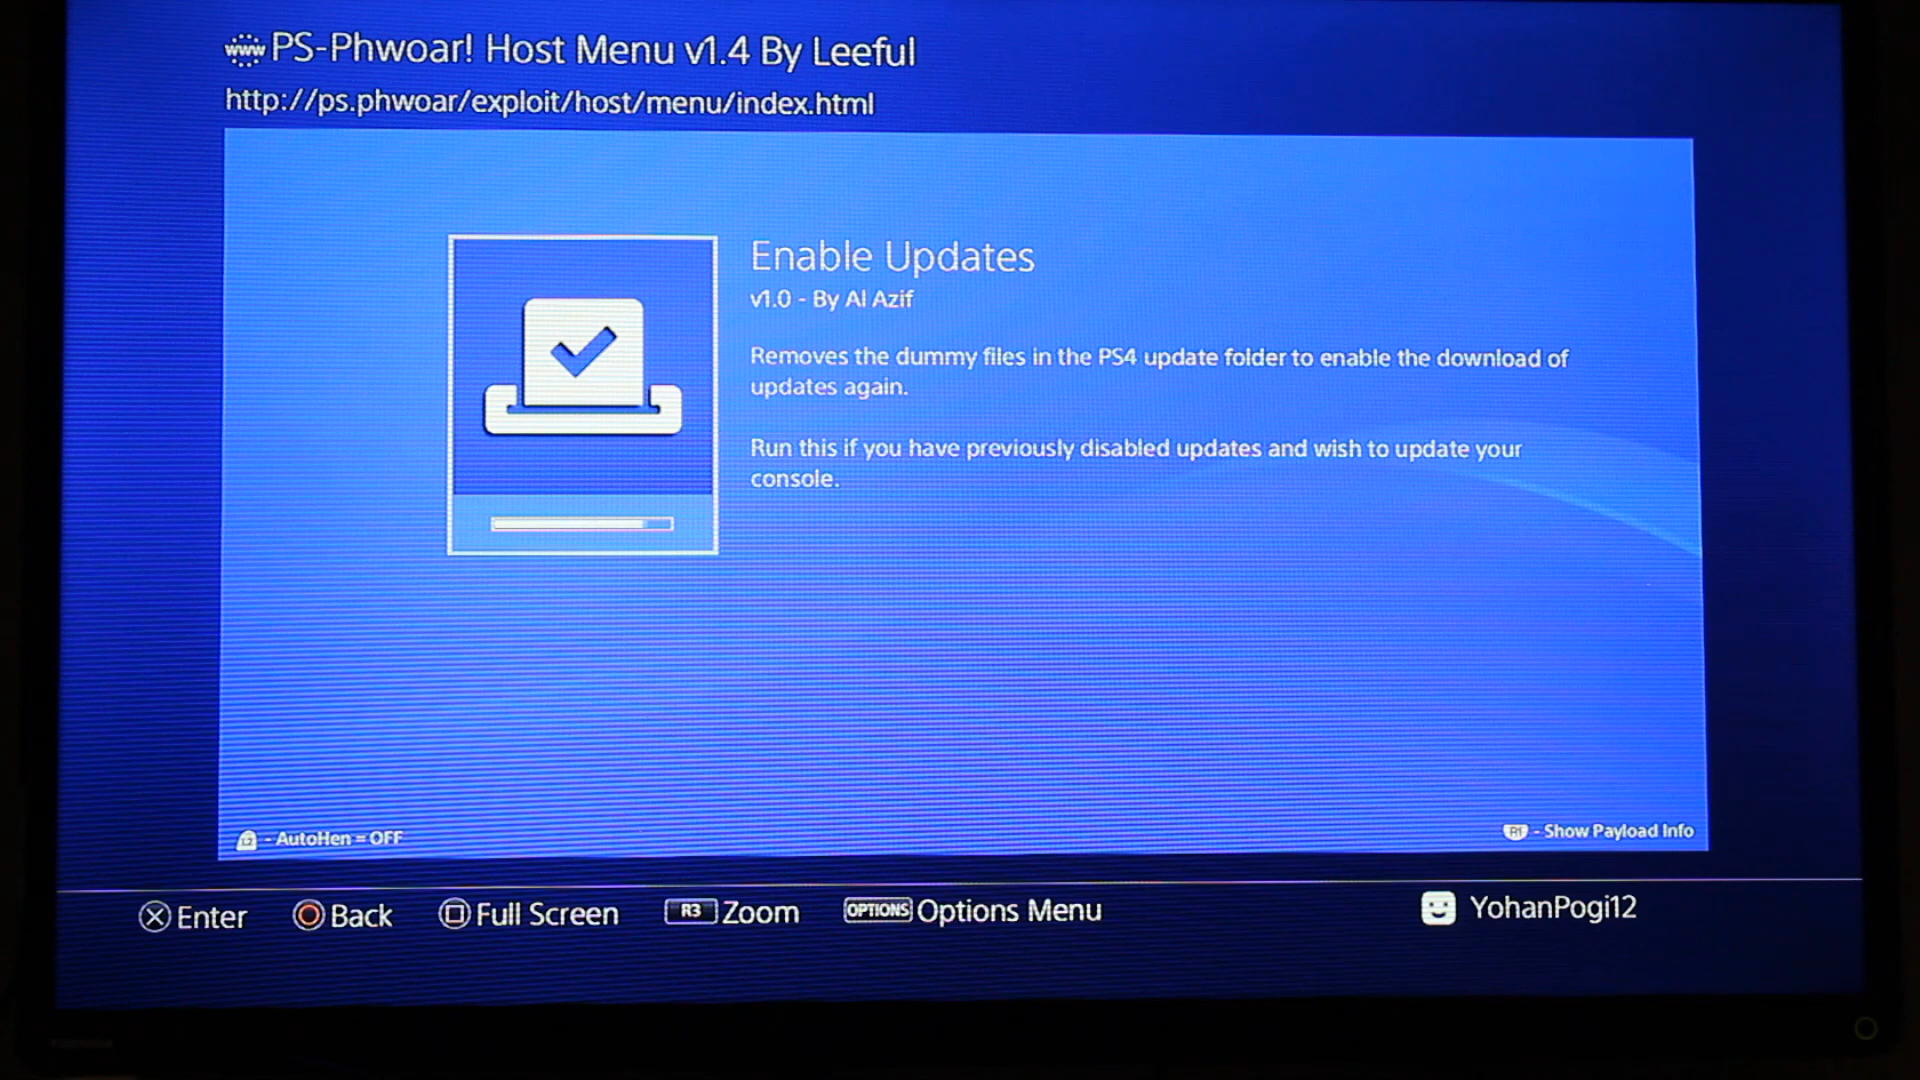 www PS-Phwoar! Host Menu v1.4 By Leeful
http://ps.phwoar/exploit/host/menu/index.html
Enable Updates
v1.0 - By Al Azif
Removes the dummy files in the PS4 update folder to enable the download of
updates again.
Run this if you have previously disabled updates and wish to update your
console.
L2 - AutoHen = OFF
R1 - Show Payload Info
Enter Back Full Screen R3 Zoom OPTIONS Options Menu YohanPogi12